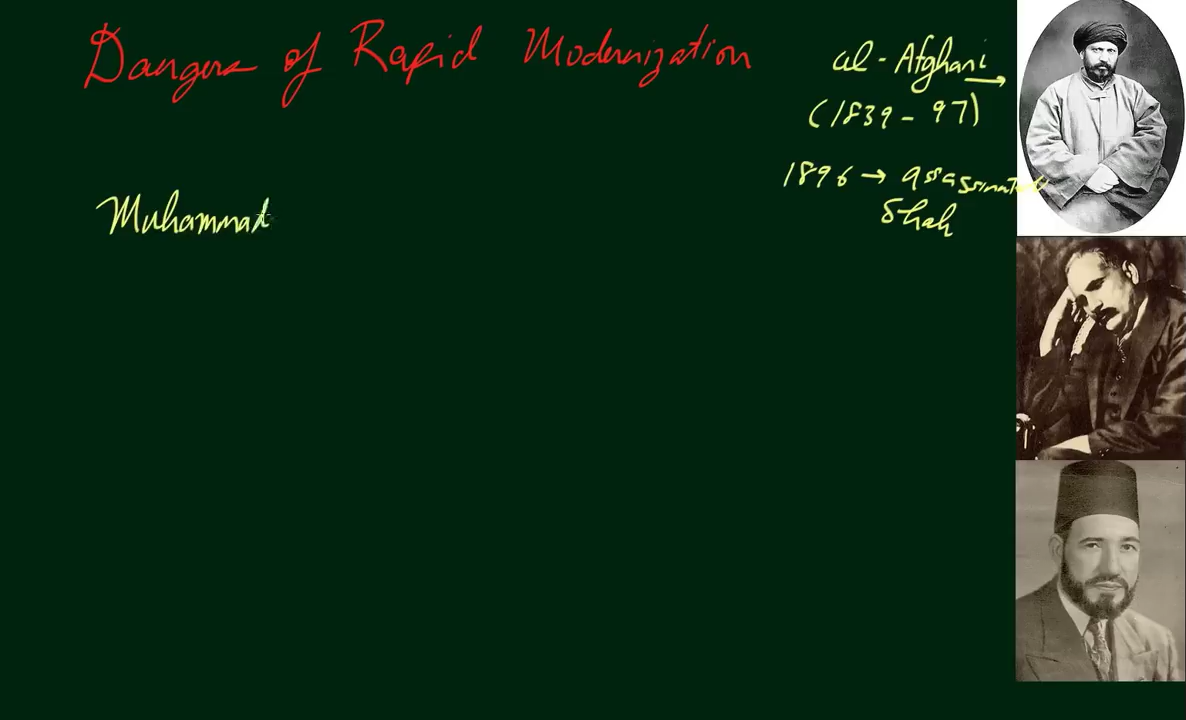 Dangers of Rapid Modernization
al-Afghani →
(1839-97)
1896 → assassinated
Shah
Muhammad